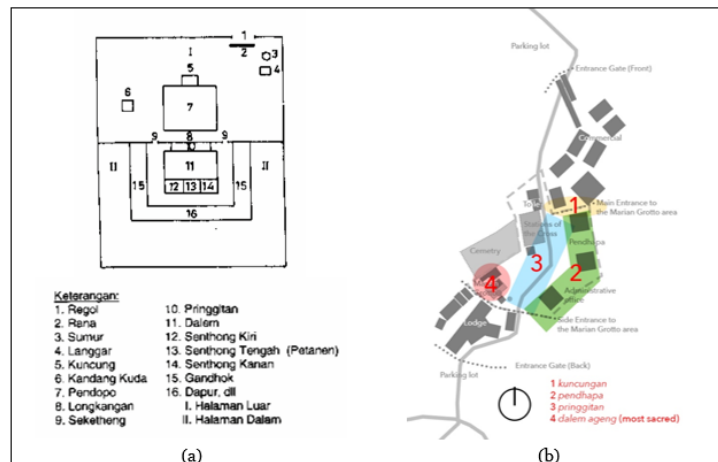 1
I
2
3
4
5
6
7
9
8
9
10
II
11
II
15
12 13 14
15
16
Keterangan:
1. Regol
2. Rana
3. Sumur
4. Langgar
5. Kuncung
6. Kandang Kuda
7. Pendopo
8. Longkangan
9. Seketheng
10. Pringgitan
11. Dalem
12. Senthong Kiri
13. Senthong Tengah (Petanen)
14. Senthong Kanan
15. Gandhok
16. Dapur, dll
I. Halaman Luar
II. Halaman Dalam
(a)
Parking lot
Entrance Gate (Front)
Commercial
1
Main Entrance to
the Marian Grotto area
Stations of
the Cross
Pendhapa
Cemetry
3
2
4
Administrative
office
Lodge
Side Entrance to
the Marian Grotto area
Entrance Gate (Back)
Parking lot
1 kuncungan
2 pendhapa
3 pringgitan
4 dalem ageng (most sacred)
(b)